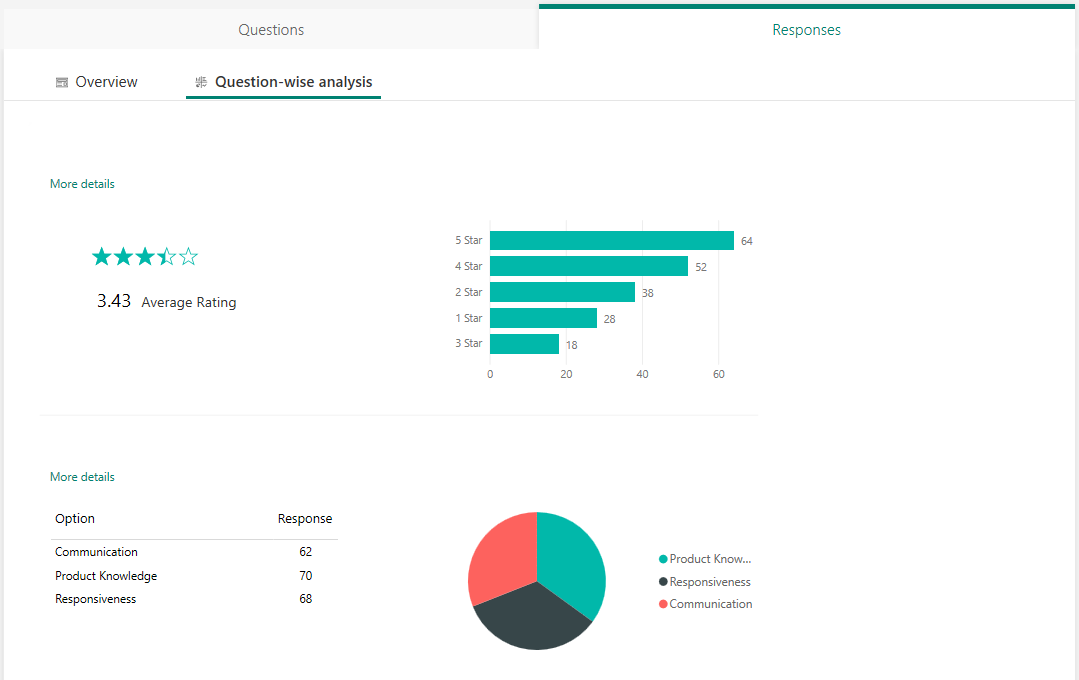 Questions
Responses
Overview
Question-wise analysis
More details
3.43 Average Rating
5 Star 64
4 Star 52
2 Star 38
1 Star 28
3 Star 18
0 20 40 60
More details
Option Response
Communication 62
Product Knowledge 70
Responsiveness 68
Product Know...
Responsiveness
Communication